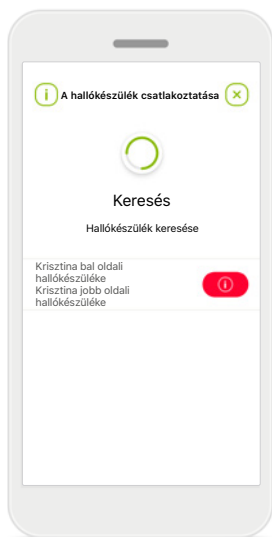 A hallókészülék csatlakoztatása
Keresés
Hallókészülék keresése
Krisztina bal oldali
hallókészüléke
Krisztina jobb oldali
hallókészüléke